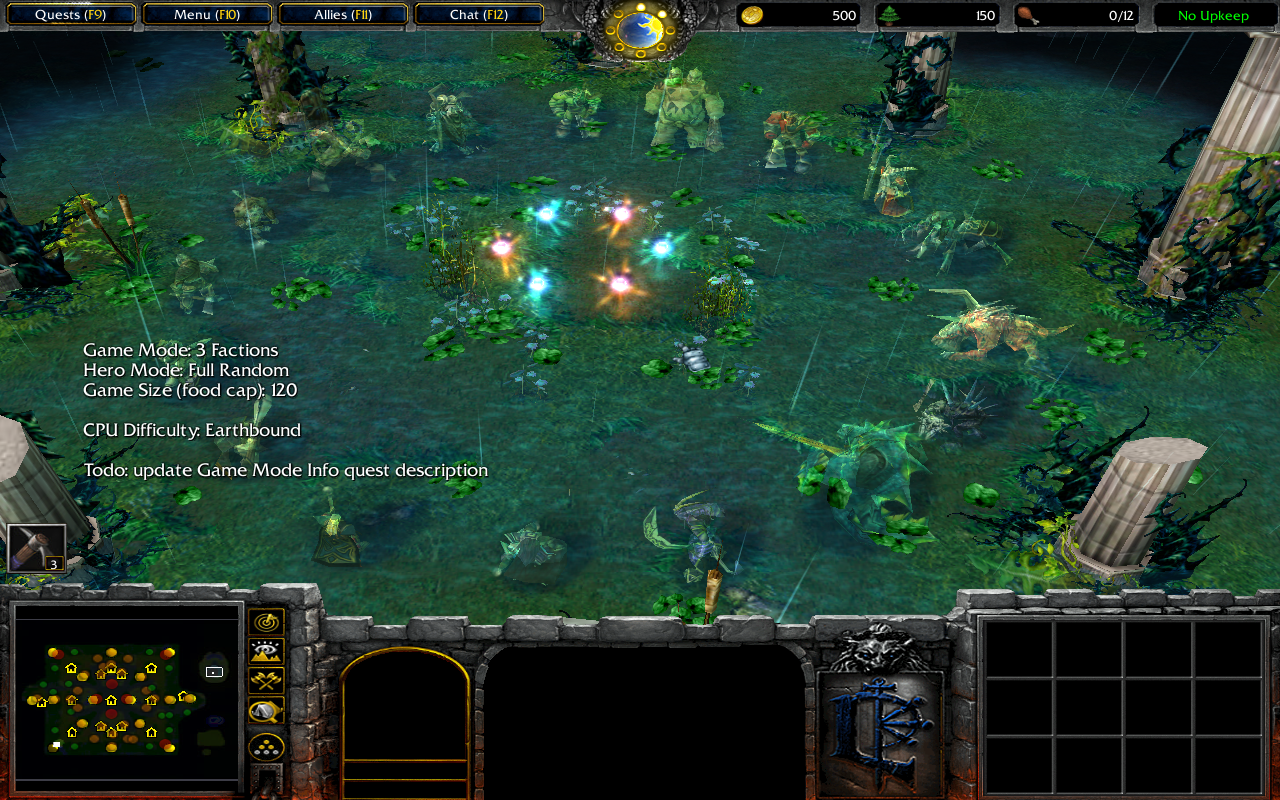 Quests (F9)
Menu (F10)
Allies (F11)
Chat (F12)
500
150
0/12
No Upkeep
Game Mode: 3 Factions
Hero Mode: Full Random
Game Size (food cap): 120
CPU Difficulty: Earthbound
Todo: update Game Mode Info quest description
3